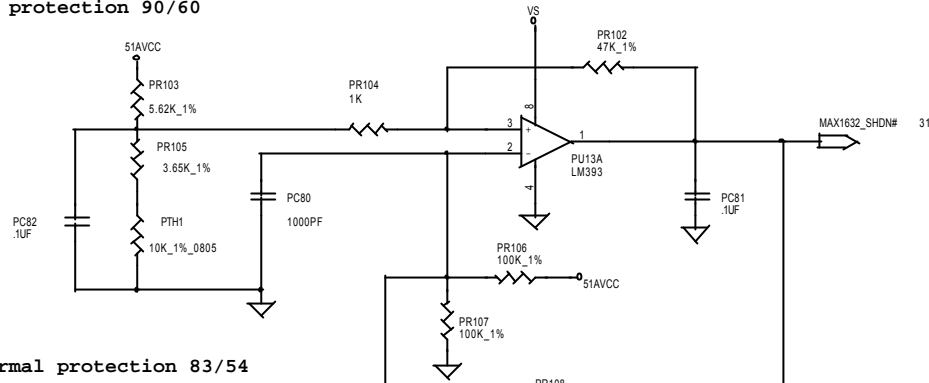 protection 90/60
VS
PR102
47K_1%
51AVCC
PR103
5.62K_1%
PR104
1K
8
3
+
1
MAX1632_SHDN# 31
PR105
3.65K_1%
2
-
PU13A
LM393
4
PC80
1000PF
PC81
.1UF
PC82
.1UF
PTH1
10K_1%_0805
PR106
100K_1%
51AVCC
PR107
100K_1%
rmal protection 83/54
PR108